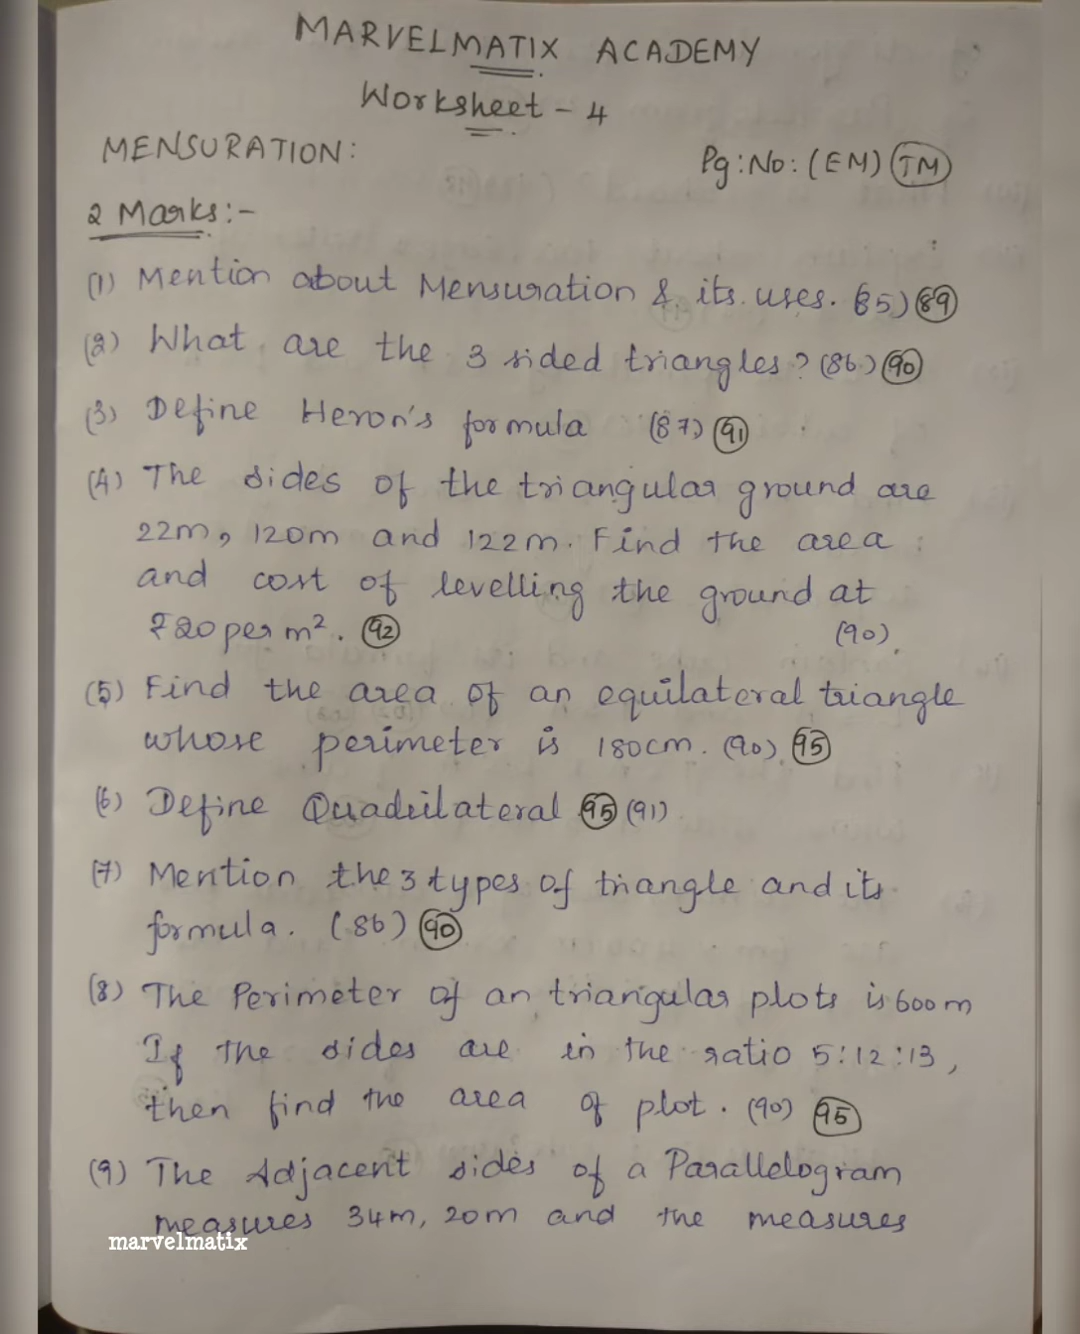 MARVELMATIX ACADEMY
Worksheet - 4
MENSURATION:
Pg:No: (EM) (TM)
2 Marks:-
(1) Mention about Mensuration & its uses. (85) (89)
(2) What are the 3 sided triangles? (86) (90)
(3) Define Heron's formula (87) (91)
(4) The sides of the triangular ground are
22m, 120m and 122m. Find the area
and cost of levelling the ground at
₹20 per m². (92) (90).
(5) Find the area of an equilateral triangle
whose perimeter is 180cm. (90). (95)
(6) Define Quadrilateral (95) (91)
(7) Mention the 3 types of triangle and its
formula. (86) (90)
(8) The Perimeter of an triangular plots is 600m
If the sides are in the ratio 5:12:13,
then find the area of plot. (90) (95)
(9) The Adjacent sides of a Parallelogram
measures 34m, 20m and the measures
marvelmatix